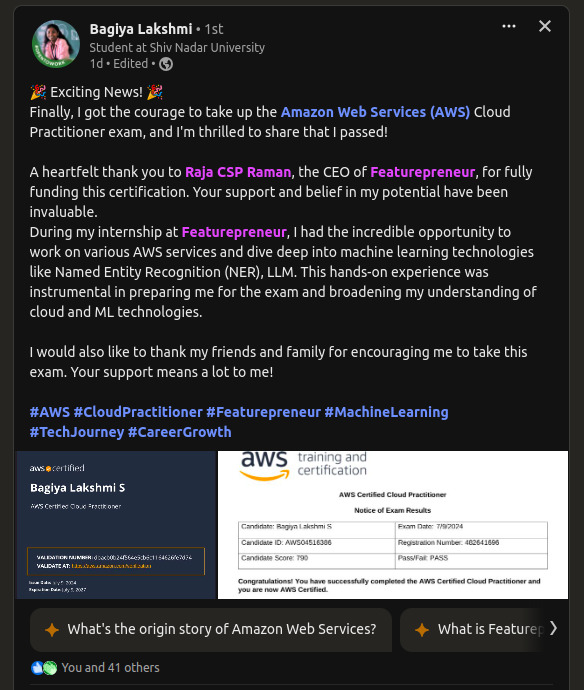 Bagiya Lakshmi • 1st
Student at Shiv Nadar University
1d • Edited •
🎉 Exciting News! 🎉
Finally, I got the courage to take up the Amazon Web Services (AWS) Cloud
Practitioner exam, and I'm thrilled to share that I passed!
A heartfelt thank you to Raja CSP Raman, the CEO of Featurepreneur, for fully
funding this certification. Your support and belief in my potential have been
invaluable.
During my internship at Featurepreneur, I had the incredible opportunity to
work on various AWS services and dive deep into machine learning technologies
like Named Entity Recognition (NER), LLM. This hands-on experience was
instrumental in preparing me for the exam and broadening my understanding of
cloud and ML technologies.
I would also like to thank my friends and family for encouraging me to take this
exam. Your support means a lot to me!
#AWS #CloudPractitioner #Featurepreneur #MachineLearning
#TechJourney #CareerGrowth
aws certified
Bagiya Lakshmi S
AWS Certified Cloud Practitioner
VALIDATION NUMBER:
VALIDATE AT: https://aws.amazon.com/verification
Issue Date: July 9, 2024
Expiration Date: July 9, 2027
aws training and
certification
AWS Certified Cloud Practitioner
Notice of Exam Results
Candidate: Bagiya Lakshmi S Exam Date: 7/9/2024
Candidate ID: AWS04516386 Registration Number: 482641696
Candidate Score: 790 Pass/Fail: PASS
Congratulations! You have successfully completed the AWS Certified Cloud Practitioner and
you are now AWS Certified.
What's the origin story of Amazon Web Services?
What is Featurep
You and 41 others